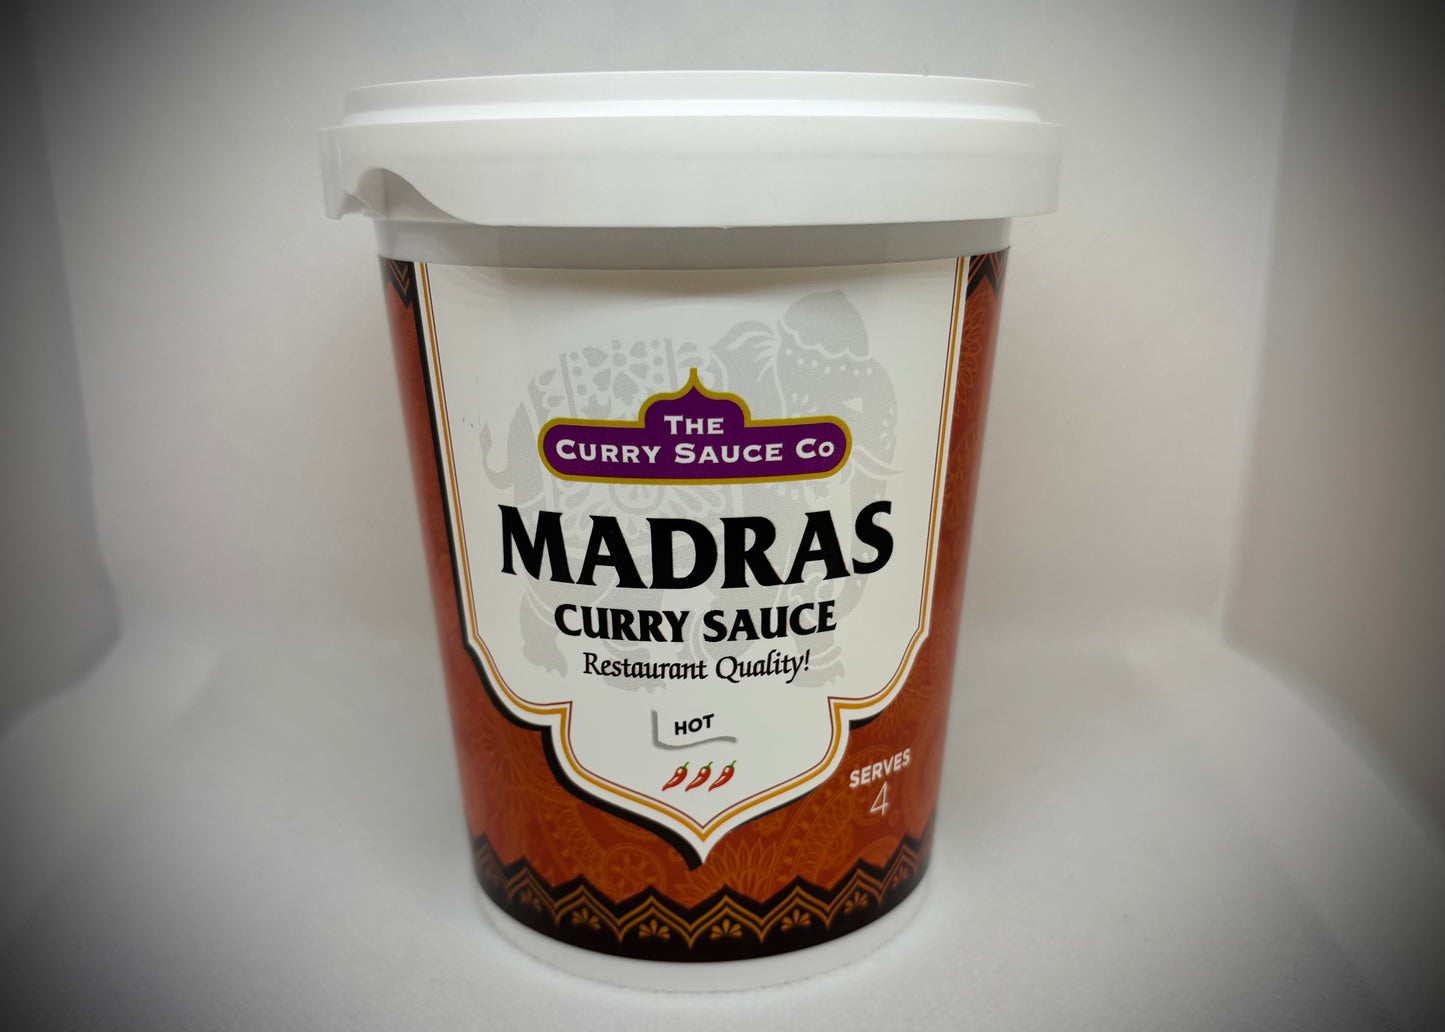 THE
CURRY SAUCE CO
MADRAS
CURRY SAUCE
Restaurant Quality!
HOT
SERVES
4